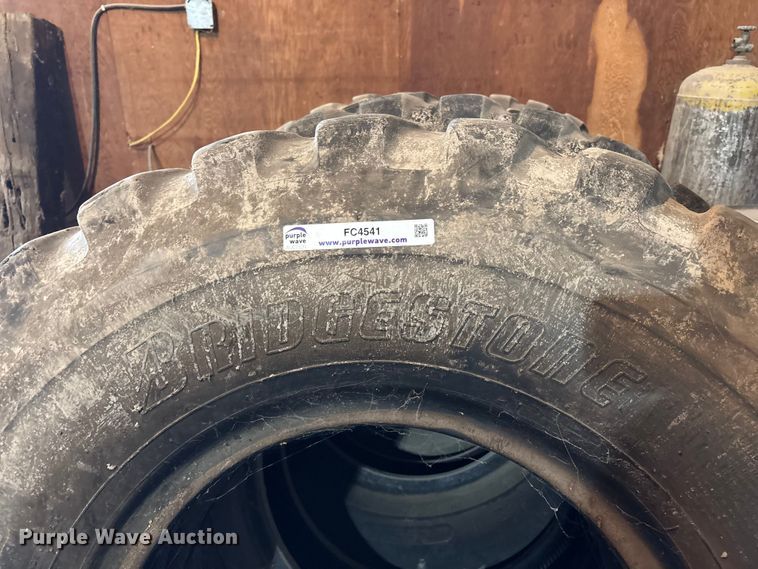 purple
wave
FC4541
www.purplewave.com
BRIDGESTONE
Purple Wave Auction